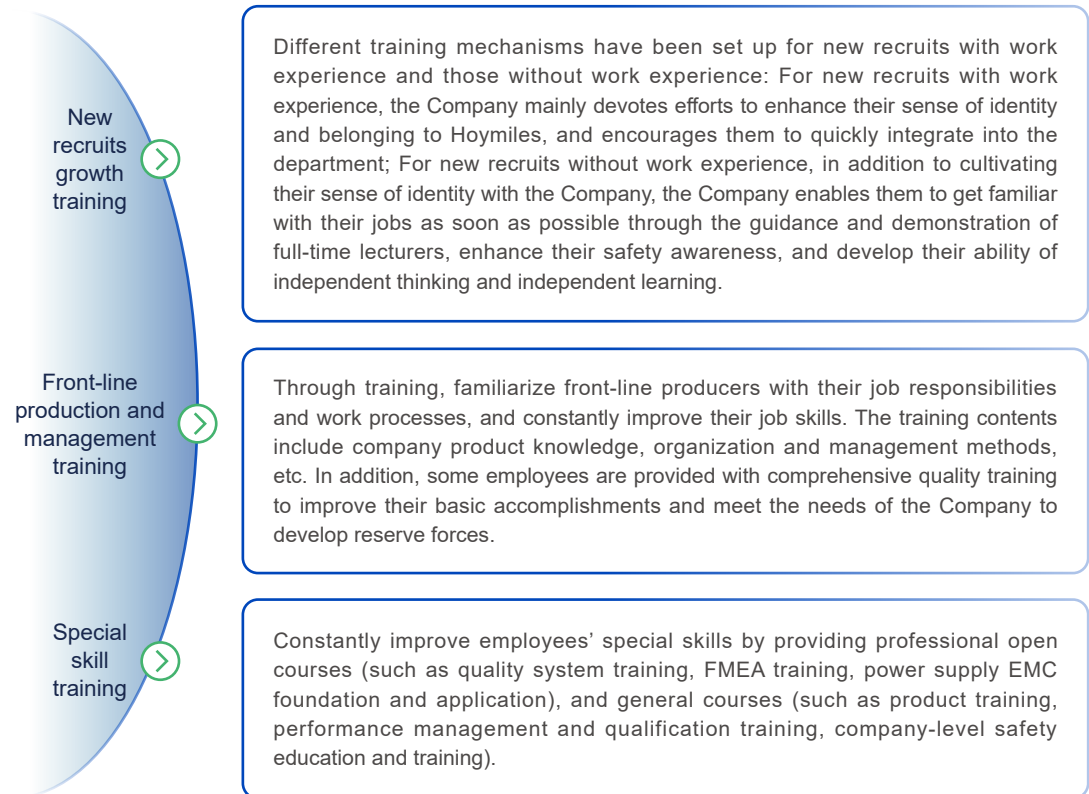 New
recruits
growth
training
Different training mechanisms have been set up for new recruits with work
experience and those without work experience: For new recruits with work
experience, the Company mainly devotes efforts to enhance their sense of identity
and belonging to Hoymiles, and encourages them to quickly integrate into the
department; For new recruits without work experience, in addition to cultivating
their sense of identity with the Company, the Company enables them to get familiar
with their jobs as soon as possible through the guidance and demonstration of
full-time lecturers, enhance their safety awareness, and develop their ability of
independent thinking and independent learning.
Front-line
production and
management
training
Through training, familiarize front-line producers with their job responsibilities
and work processes, and constantly improve their job skills. The training contents
include company product knowledge, organization and management methods,
etc. In addition, some employees are provided with comprehensive quality training
to improve their basic accomplishments and meet the needs of the Company to
develop reserve forces.
Special
skill
training
Constantly improve employees’ special skills by providing professional open
courses (such as quality system training, FMEA training, power supply EMC
foundation and application), and general courses (such as product training,
performance management and qualification training, company-level safety
education and training).